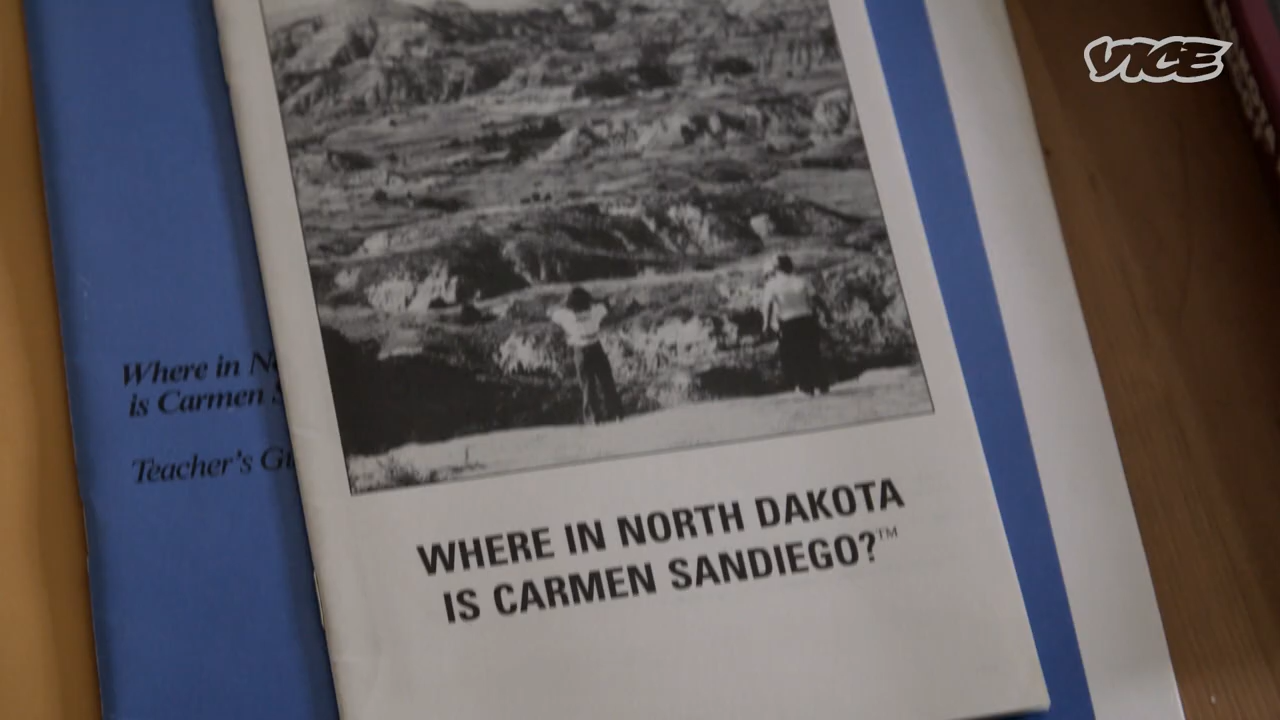 VICE
Where in
is Carmen
Teacher's
WHERE IN NORTH DAKOTA
IS CARMEN SANDIEGO?™